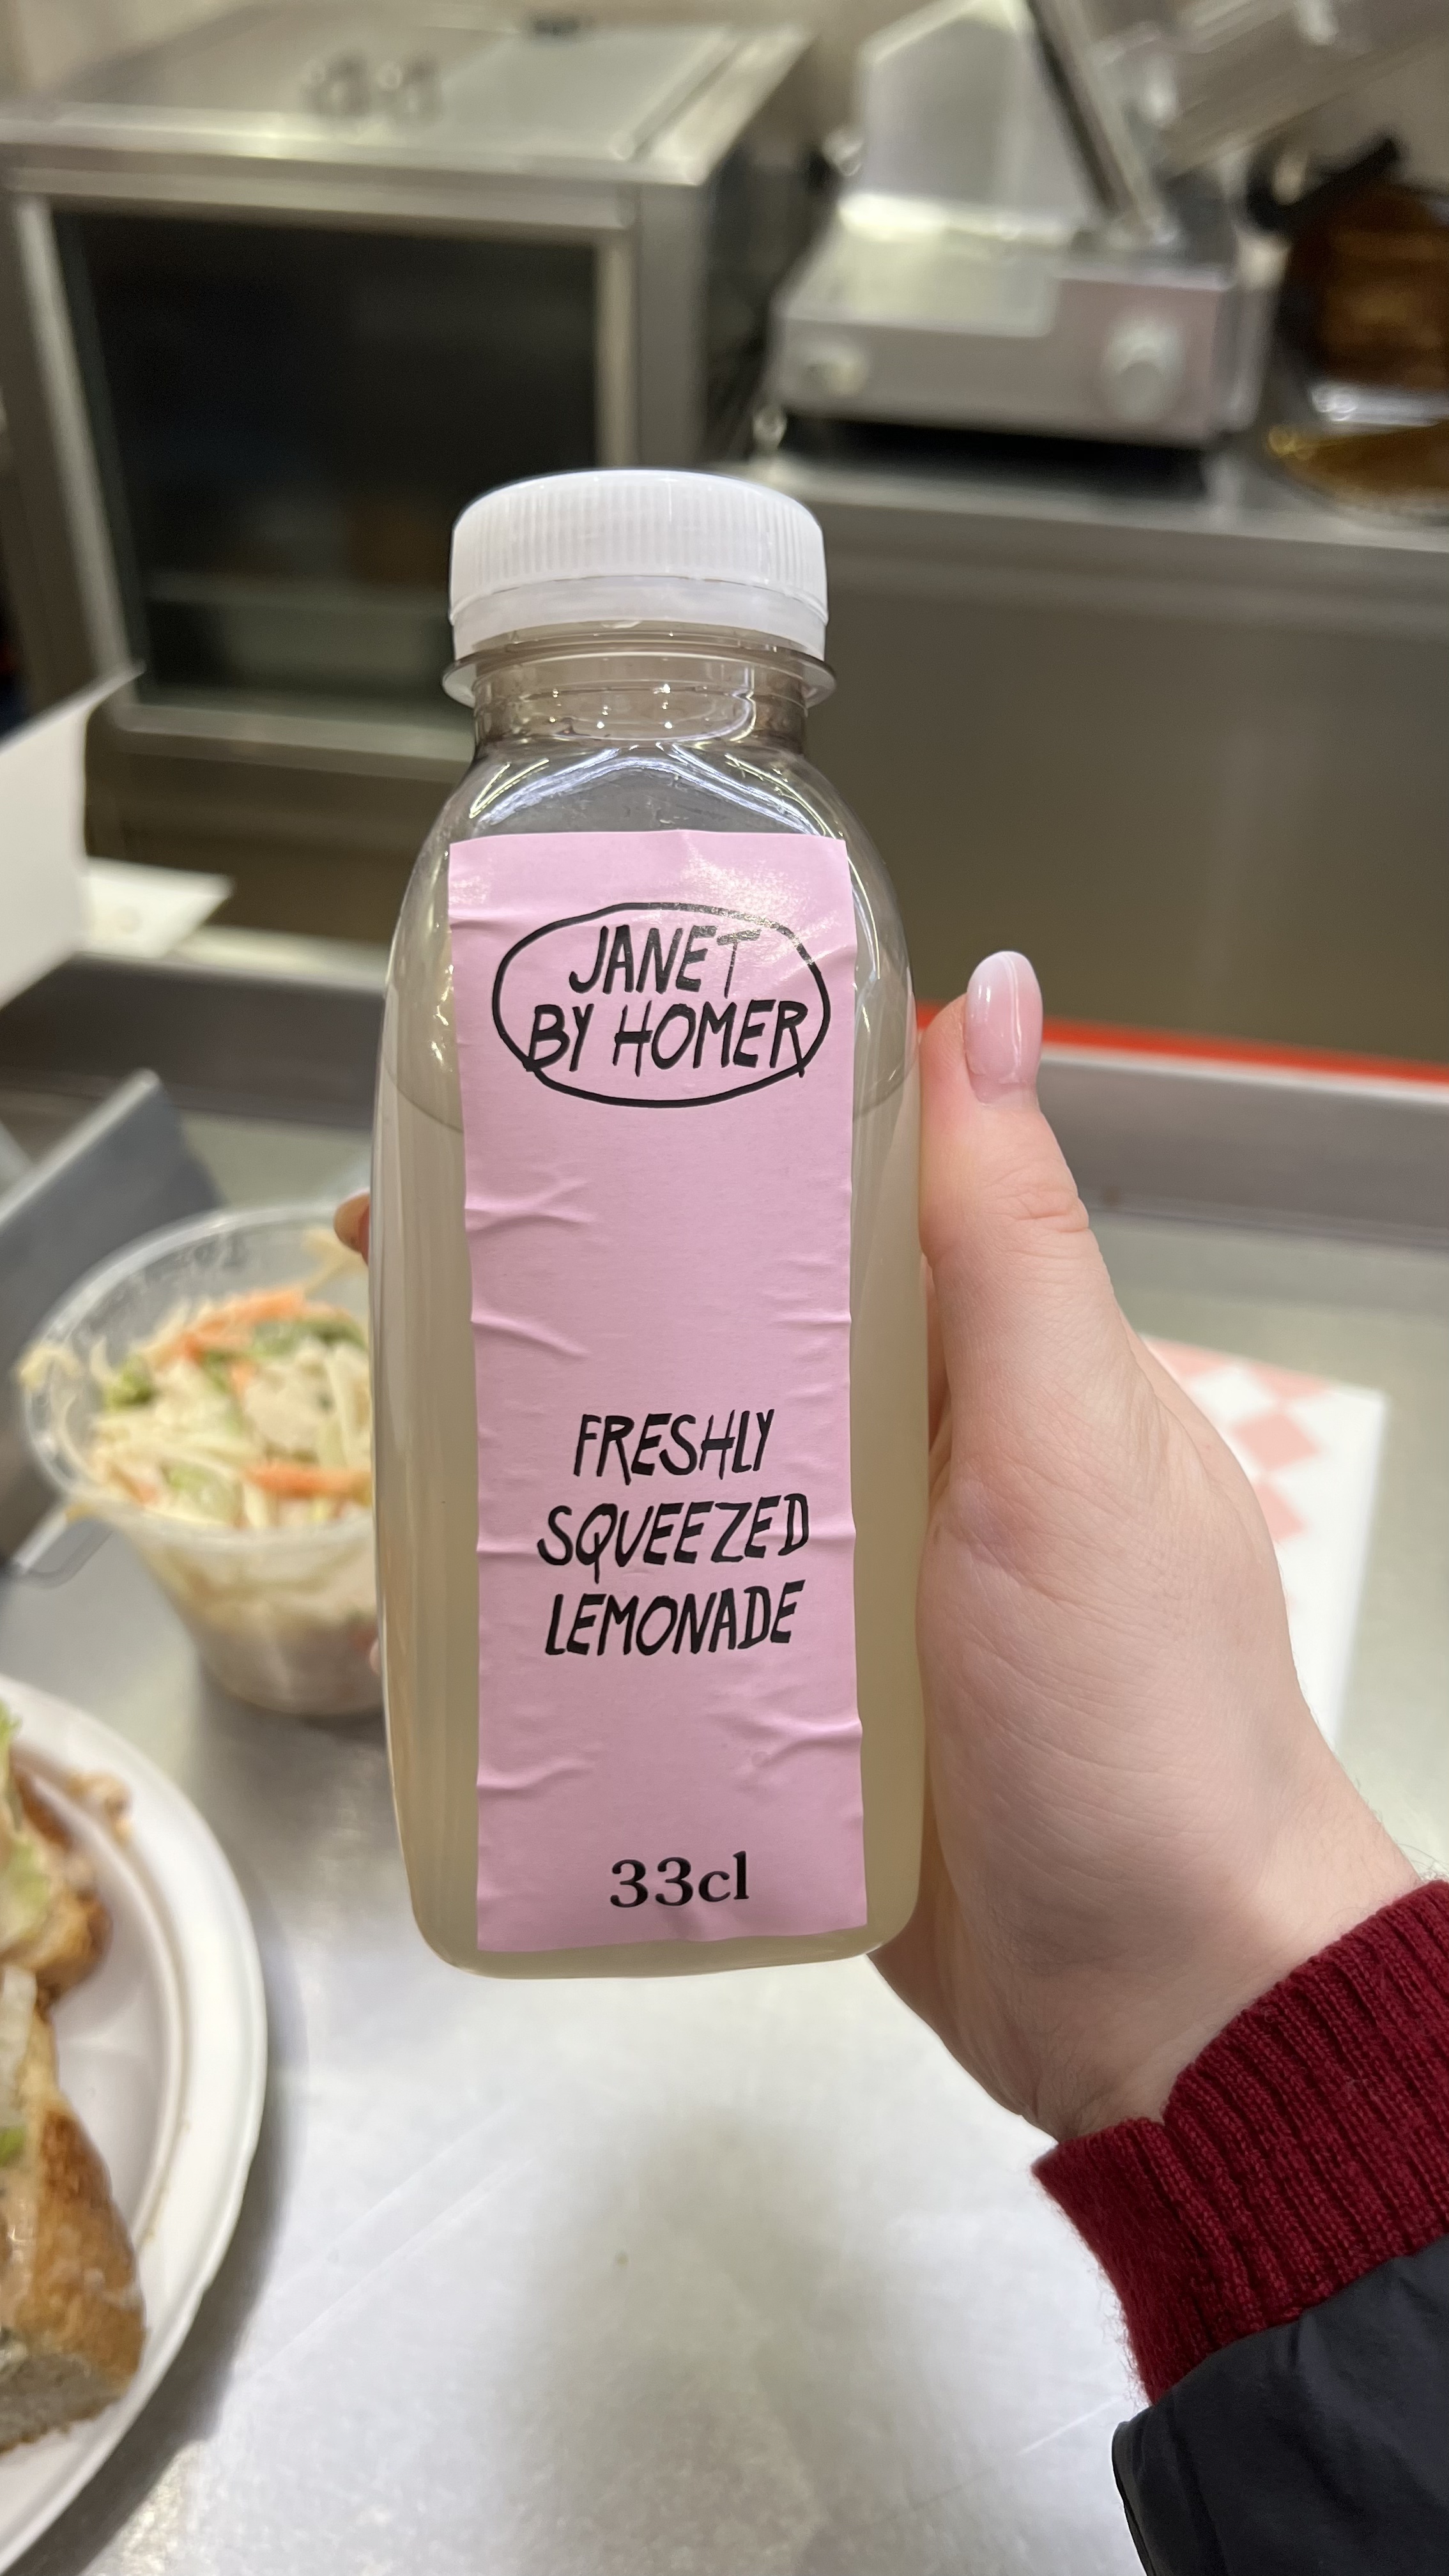 JANET
BY HOMER
FRESHLY
SQUEEZED
LEMONADE
33cl